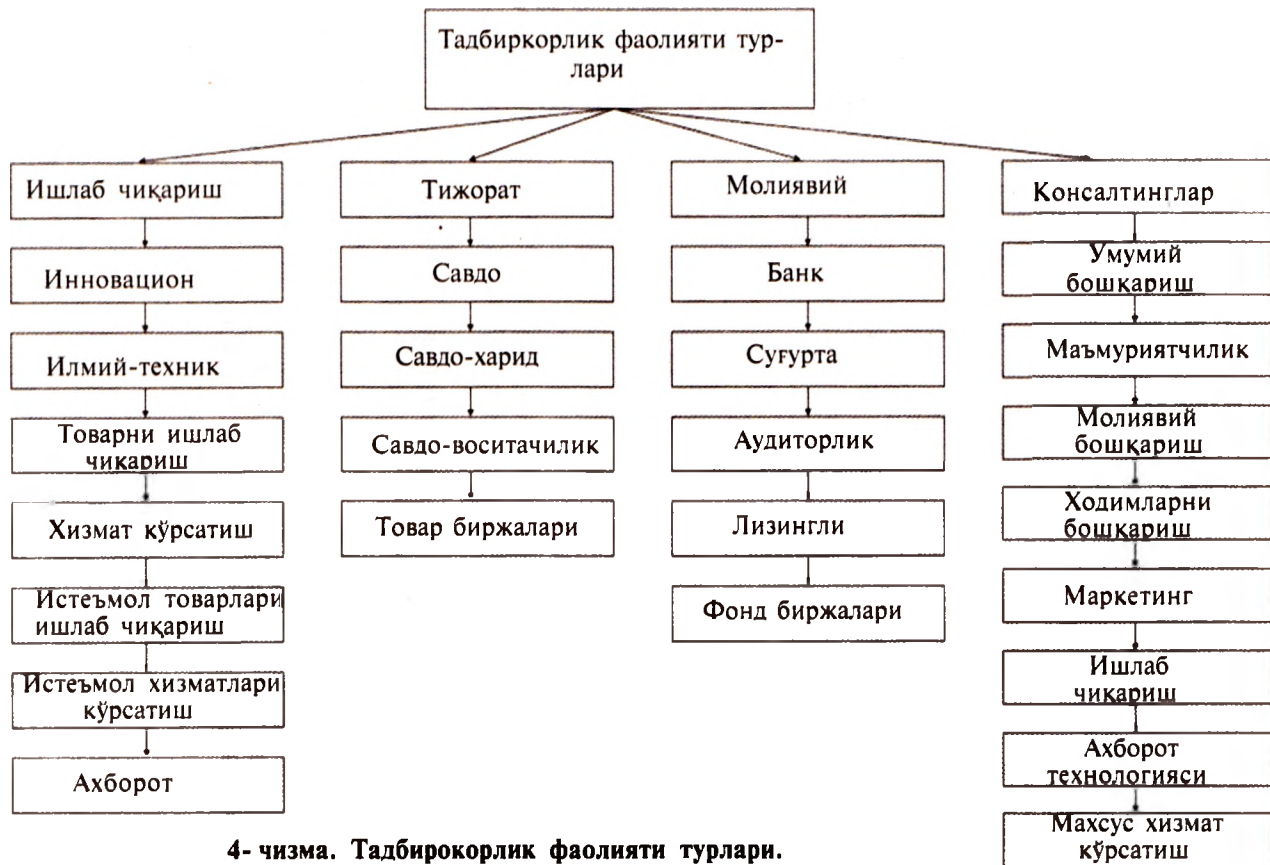 Тадбиркорлик фаолияти тур-
лари
Ишлаб чиқариш
Инновацион
Илмий-техник
Товарни ишлаб
чиқариш
Хизмат кўрсатиш
Истеъмол товарлари
ишлаб чиқариш
Истеъмол хизматлари
кўрсатиш
Ахборот
Тижорат
Савдо
Савдо-харид
Савдо-воситачилик
Товар биржалари
Молиявий
Банк
Суғурта
Аудиторлик
Лизингли
Фонд биржалари
Консалтинглар
Умумий
бошқариш
Маъмуриятчилик
Молиявий
бошқариш
Ходимларни
бошқариш
Маркетинг
Ишлаб
чиқариш
Ахборот
технологияси
Махсус хизмат
кўрсатиш
4- чизма. Тадбирокорлик фаолияти турлари.